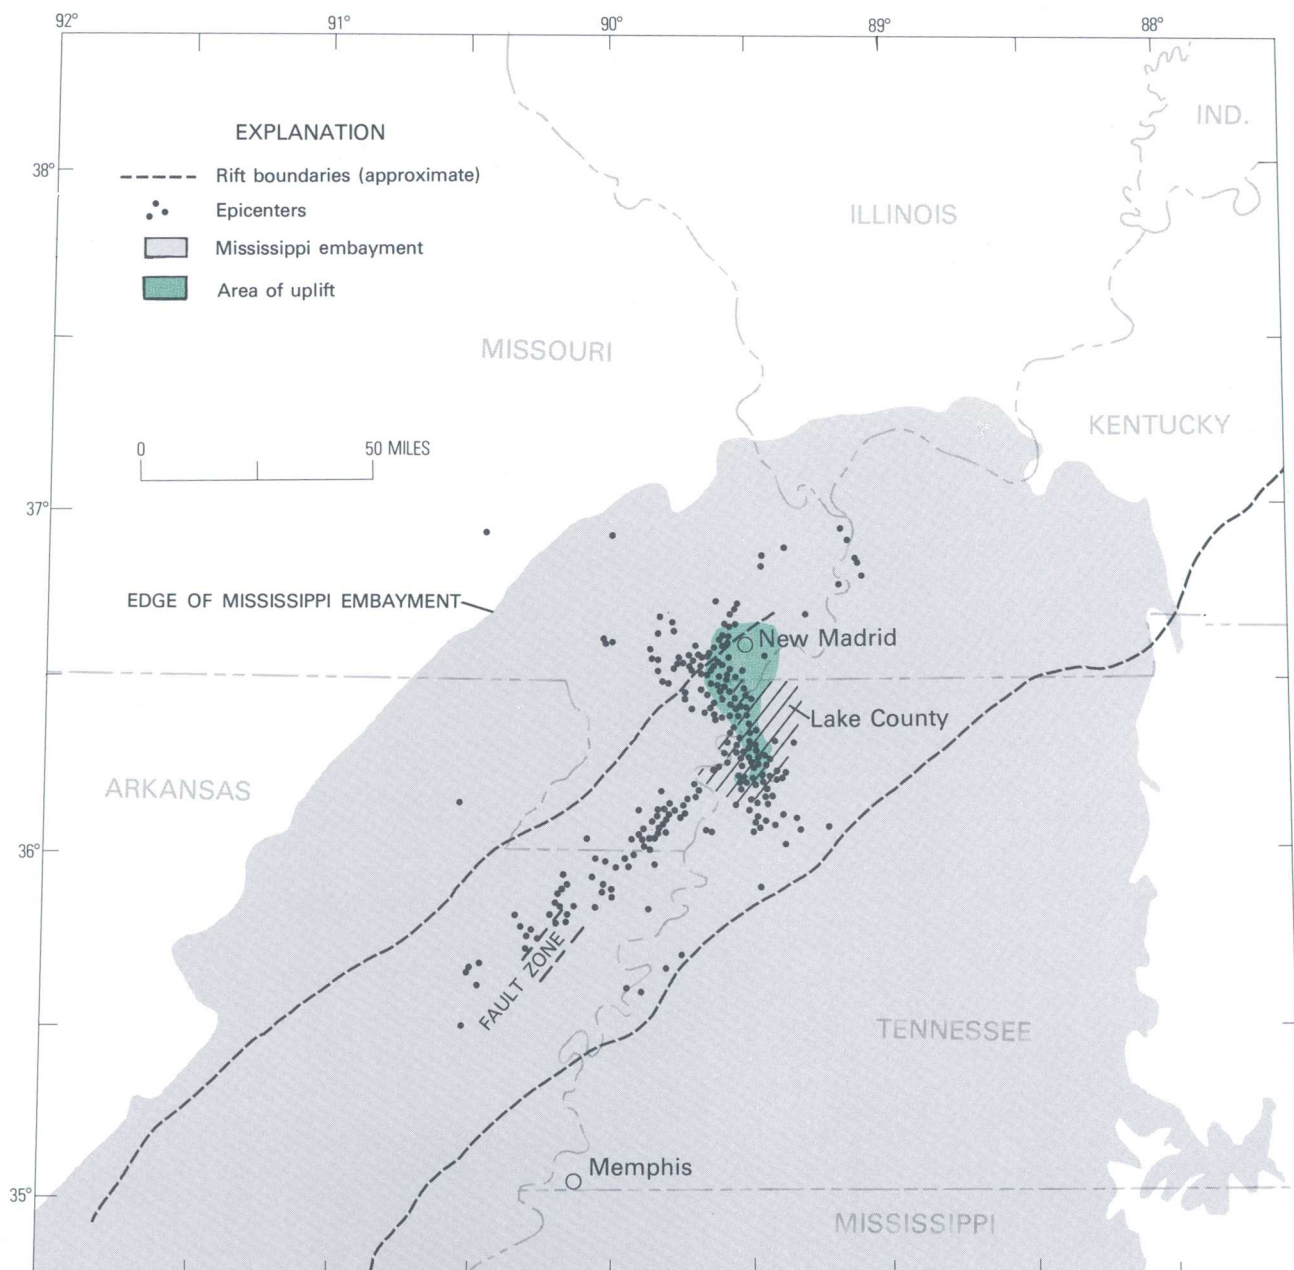 92°
91°
90°
89°
88°
EXPLANATION
Rift boundaries (approximate)
Epicenters
Mississippi embayment
Area of uplift
IND.
38°
ILLINOIS
MISSOURI
KENTUCKY
0
50 MILES
37°
EDGE OF MISSISSIPPI EMBAYMENT
New Madrid
Lake County
ARKANSAS
36°
FAULT ZONE
TENNESSEE
Memphis
35°
MISSISSIPPI